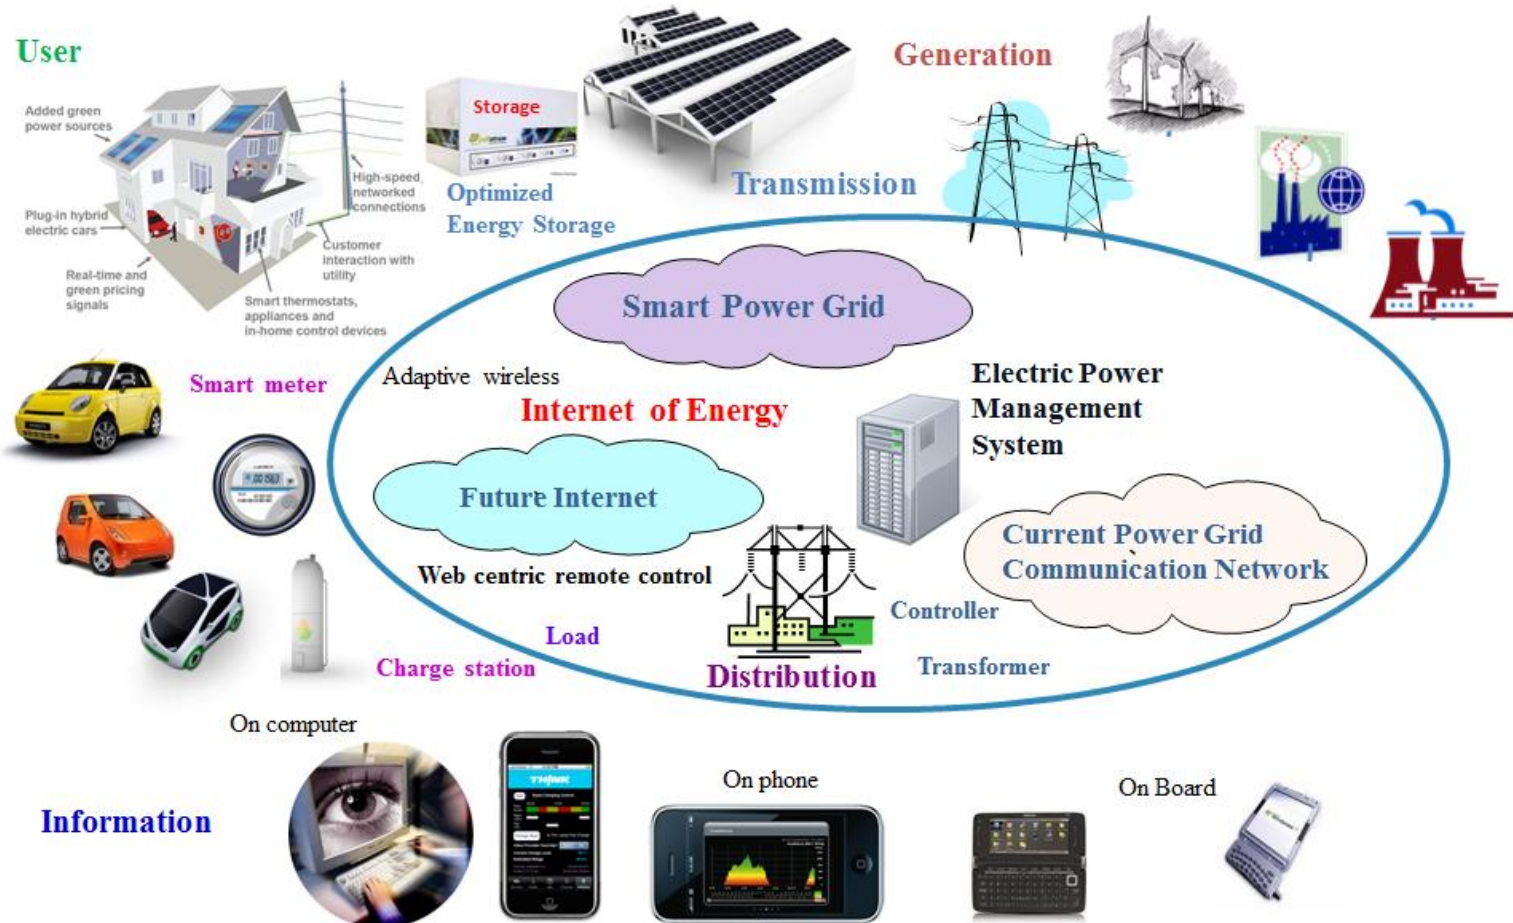 User
Added green
power sources
High-speed
networked
connections
Plug-in hybrid
electric cars
Customer
interaction with
utility
Real-time and
green pricing
signals
Smart thermostats,
appliances and
in-home control devices
Storage
Optimized
Energy Storage
Transmission
Generation
Smart Power Grid
Smart meter
Adaptive wireless
Internet of Energy
Electric Power
Management
System
Future Internet
Current Power Grid
Communication Network
Web centric remote control
Controller
Load
Charge station
Distribution
Transformer
On computer
On phone
On Board
Information
TH!NK